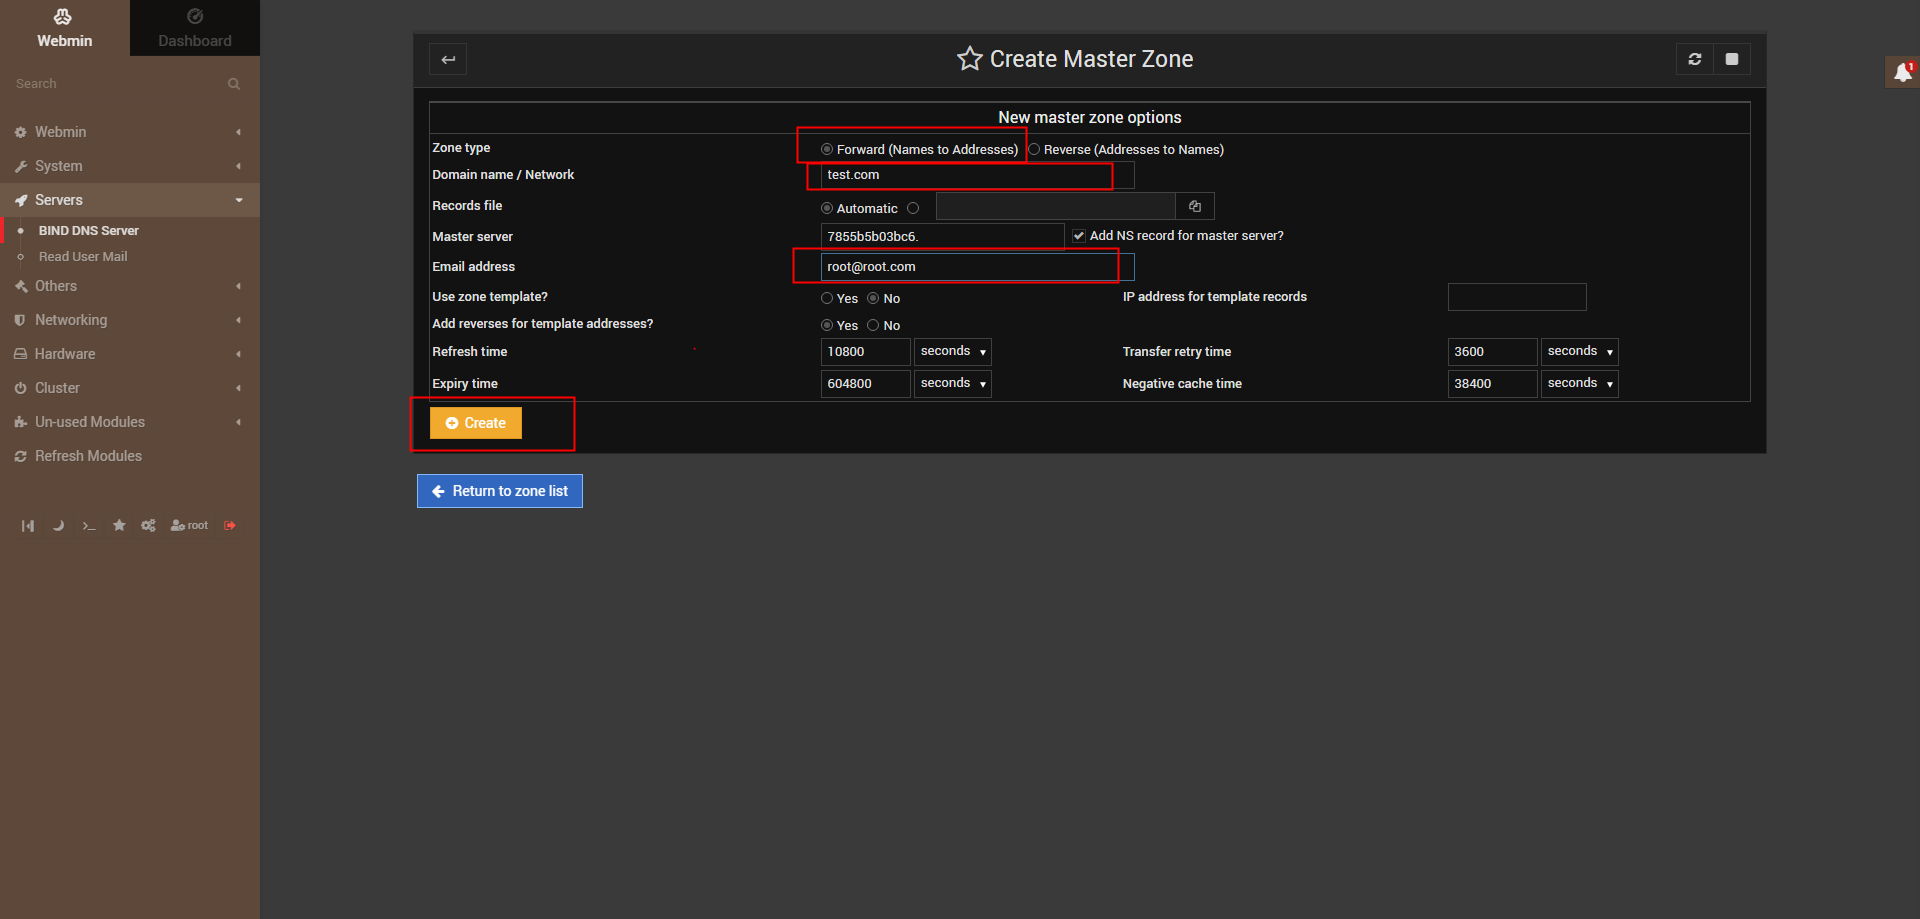 Webmin
Dashboard
Search
Webmin
System
Servers
BIND DNS Server
Read User Mail
Others
Networking
Hardware
Cluster
Un-used Modules
Refresh Modules
root
Create Master Zone
1
New master zone options
Zone type Forward (Names to Addresses) Reverse (Addresses to Names)
Domain name / Network test.com
Records file Automatic
Master server 7855b5b03bc6. Add NS record for master server?
Email address root@root.com
Use zone template? Yes No IP address for template records
Add reverses for template addresses? Yes No
Refresh time 10800 seconds Transfer retry time 3600 seconds
Expiry time 604800 seconds Negative cache time 38400 seconds
Create
Return to zone list